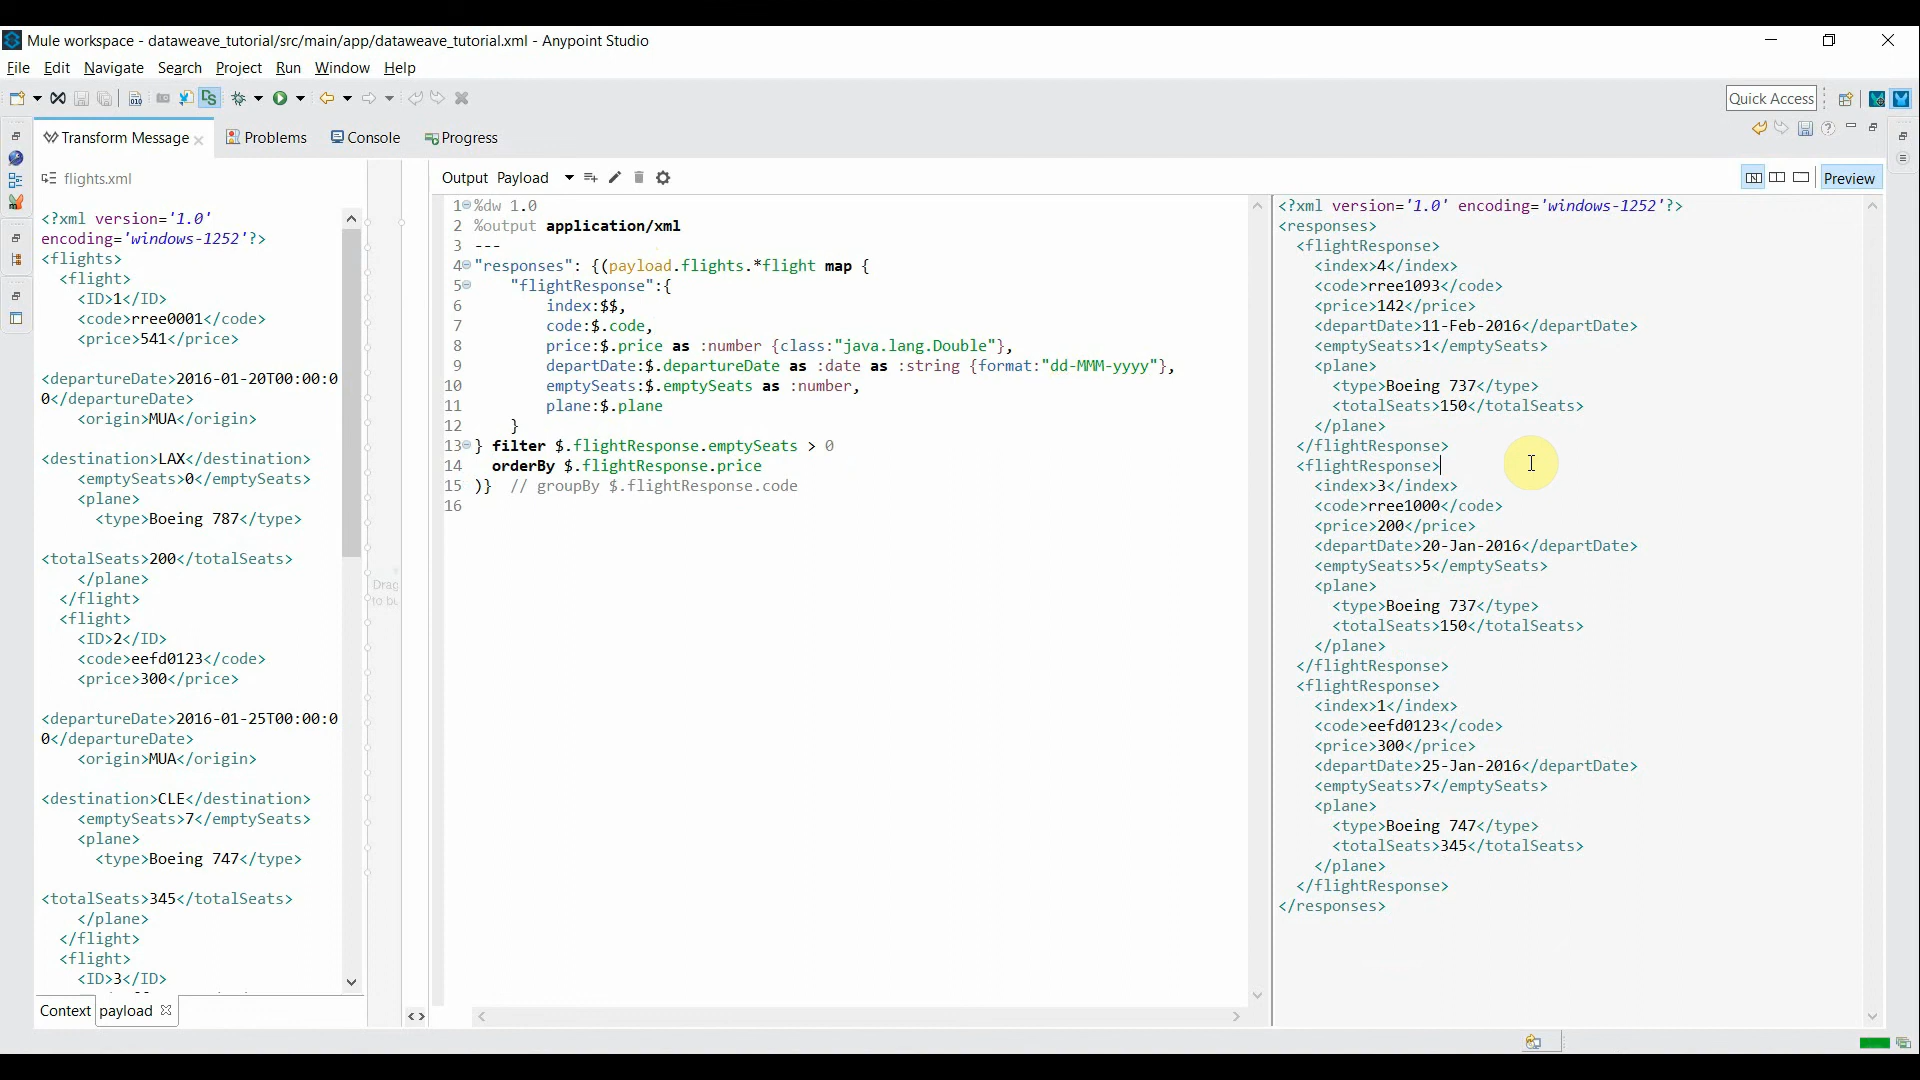 Mule workspace - dataweave_tutorial/src/main/app/dataweave_tutorial.xml - Anypoint Studio
File Edit Navigate Search Project Run Window Help
Quick Access
Transform Message Problems Console Progress
flights.xml
<?xml version='1.0'
encoding='windows-1252'?>
<flights>
<flight>
<ID>1</ID>
<code>rree0001</code>
<price>541</price>
<departureDate>2016-01-20T00:00:0
0</departureDate>
<origin>MUA</origin>
<destination>LAX</destination>
<emptySeats>0</emptySeats>
<plane>
<type>Boeing 787</type>
<totalSeats>200</totalSeats>
</plane>
</flight>
<flight>
<ID>2</ID>
<code>eefd0123</code>
<price>300</price>
<departureDate>2016-01-25T00:00:0
0</departureDate>
<origin>MUA</origin>
<destination>CLE</destination>
<emptySeats>7</emptySeats>
<plane>
<type>Boeing 747</type>
<totalSeats>345</totalSeats>
</plane>
</flight>
<flight>
<ID>3</ID>
Context payload
Drag
to bu
Output Payload
Preview
1 %dw 1.0
2 %output application/xml
3 ---
4 "responses": {(payload.flights.*flight map {
5 "flightResponse":{
6 index:$$,
7 code:$.code,
8 price:$.price as :number {class:"java.lang.Double"},
9 departDate:$.departureDate as :date as :string {format:"dd-MMM-yyyy"},
10 emptySeats:$.emptySeats as :number,
11 plane:$.plane
12 }
13 } filter $.flightResponse.emptySeats > 0
14 orderBy $.flightResponse.price
15 )} // groupBy $.flightResponse.code
16
<?xml version='1.0' encoding='windows-1252'?>
<responses>
<flightResponse>
<index>4</index>
<code>rree1093</code>
<price>142</price>
<departDate>11-Feb-2016</departDate>
<emptySeats>1</emptySeats>
<plane>
<type>Boeing 737</type>
<totalSeats>150</totalSeats>
</plane>
</flightResponse>
<flightResponse>
<index>3</index>
<code>rree1000</code>
<price>200</price>
<departDate>20-Jan-2016</departDate>
<emptySeats>5</emptySeats>
<plane>
<type>Boeing 737</type>
<totalSeats>150</totalSeats>
</plane>
</flightResponse>
<flightResponse>
<index>1</index>
<code>eefd0123</code>
<price>300</price>
<departDate>25-Jan-2016</departDate>
<emptySeats>7</emptySeats>
<plane>
<type>Boeing 747</type>
<totalSeats>345</totalSeats>
</plane>
</flightResponse>
</responses>